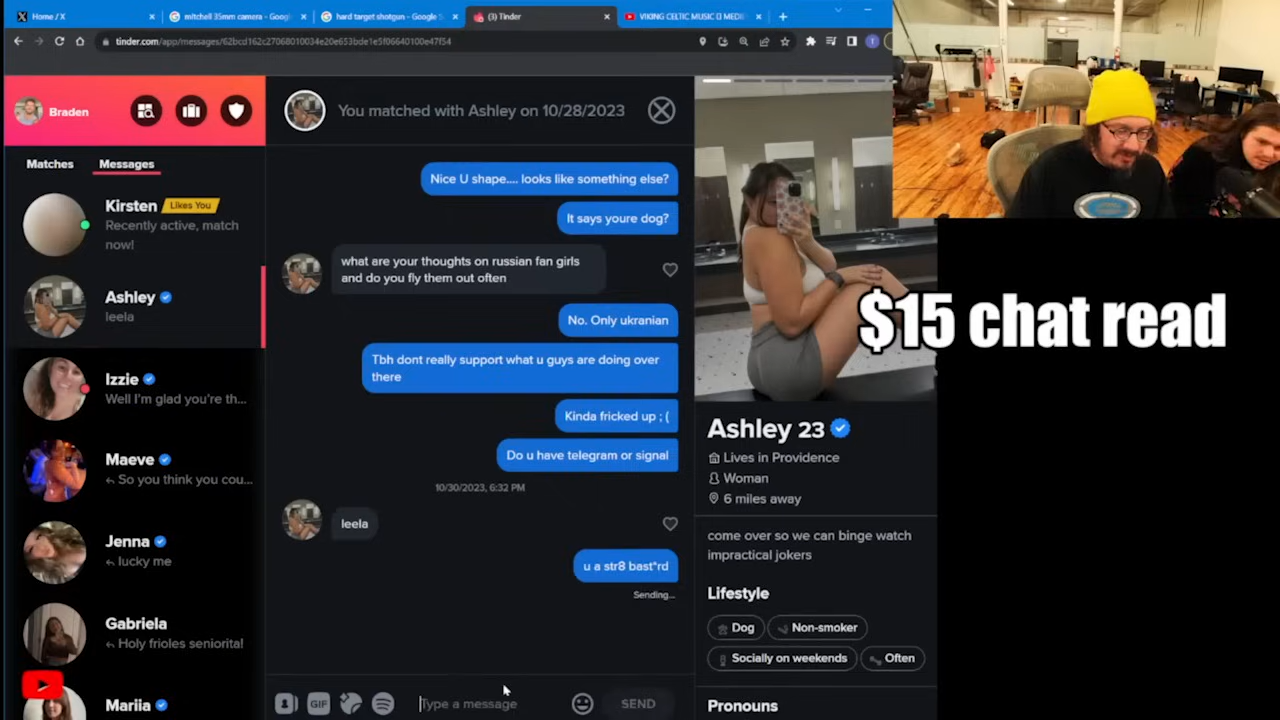 Home / X
mitchell 35mm camera - Google
hard target shotgun - Google S
(3) Tinder
VIKING CELTIC MUSIC
MEDI
tinder.com/app/messages/62bcd162c27068010034e20e653bde1e5f06640100e47f54
Braden
You matched with Ashley on 10/28/2023
Matches
Messages
Kirsten
Likes You
Recently active, match
now!
Ashley
leela
Izzie
Well I'm glad you're th...
Maeve
So you think you cou...
Jenna
lucky me
Gabriela
Holy frioles seniorita!
Mariia
Nice U shape.... looks like something else?
It says youre dog?
what are your thoughts on russian fan girls
and do you fly them out often
No. Only ukranian
Tbh dont really support what u guys are doing over
there
Kinda fricked up ; (
Do u have telegram or signal
10/30/2023, 6:32 PM
leela
u a str8 bast*rd
Sending...
GIF
Type a message
SEND
$15 chat read
Ashley 23
Lives in Providence
Woman
6 miles away
come over so we can binge watch
impractical jokers
Lifestyle
Dog
Non-smoker
Socially on weekends
Often
Pronouns